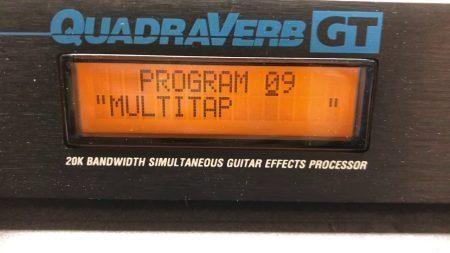 QUADRAVERB GT
PROGRAM 09
"MULTITAP "
20K BANDWIDTH SIMULTANEOUS GUITAR EFFECTS PROCESSOR